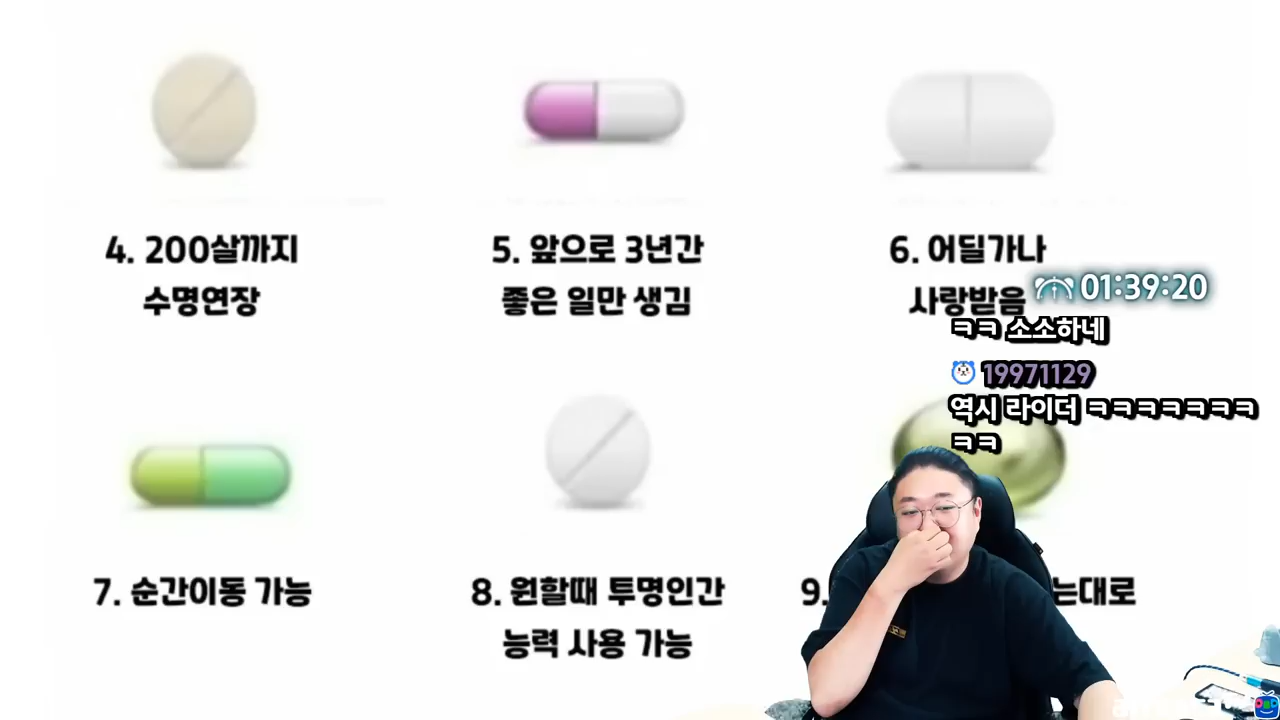 4. 200살까지
수명연장
5. 앞으로 3년간
좋은 일만 생김
6. 어딜가나
사랑받음
01:39:20
ㅋㅋ 소소하네
19971129
역시 라이더 ㅋㅋㅋㅋㅋㅋㅋ
ㅋㅋ
7. 순간이동 가능
8. 원할때 투명인간
능력 사용 가능
9. 는대로